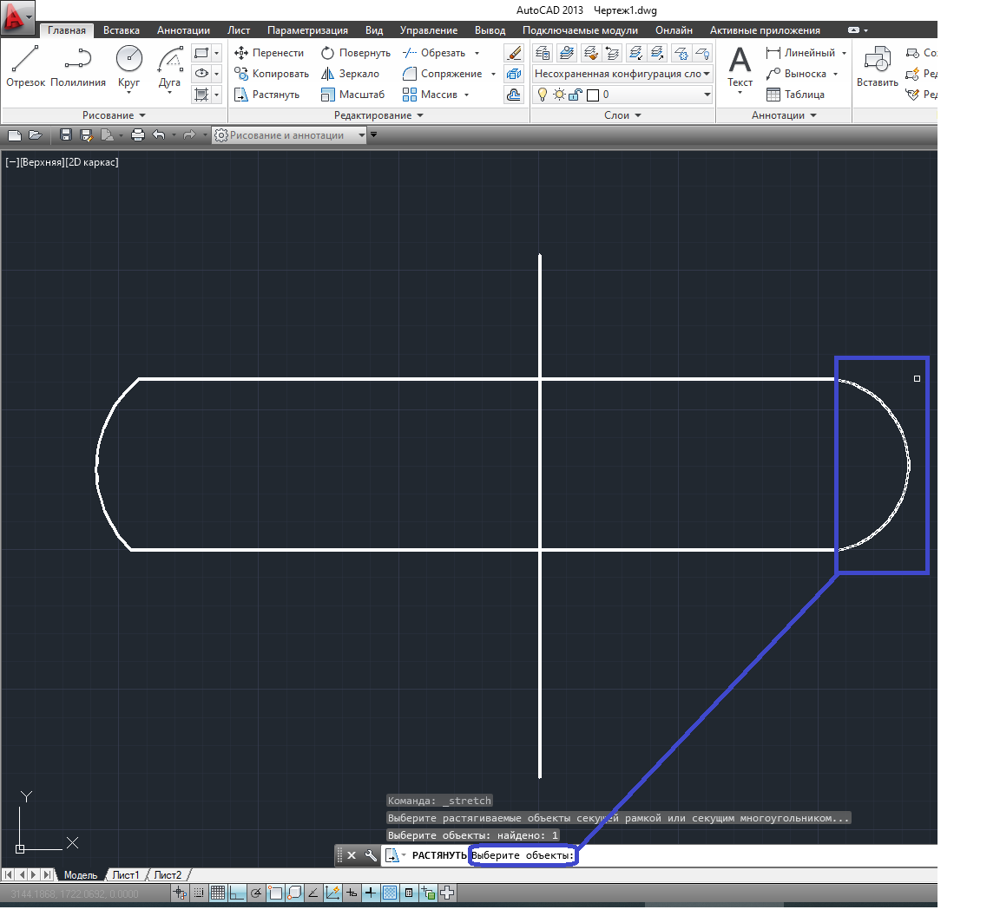 AutoCAD 2013 Чертеж1.dwg
Главная Вставка Аннотации Лист Параметризация Вид Управление Вывод Подключаемые модули Онлайн Активные приложения
Перенести Повернуть Обрезать Линейный Соз
Отрезок Полилиния Круг Дуга Копировать Зеркало Сопряжение Несохраненная конфигурация сло Текст Выноска Вставить Ред
Растянуть Масштаб Массив 0 Таблица Ред
Рисование Редактирование Слои Аннотации
Рисование и аннотации
[−][Верхняя][2D каркас]
Y
X
Команда: _stretch
Выберите растягиваемые объекты секущей рамкой или секущим многоугольником...
Выберите объекты: найдено: 1
РАСТЯНУТЬ Выберите объекты:
Модель Лист1 Лист2
3144.1868, 1722.0692, 0.0000